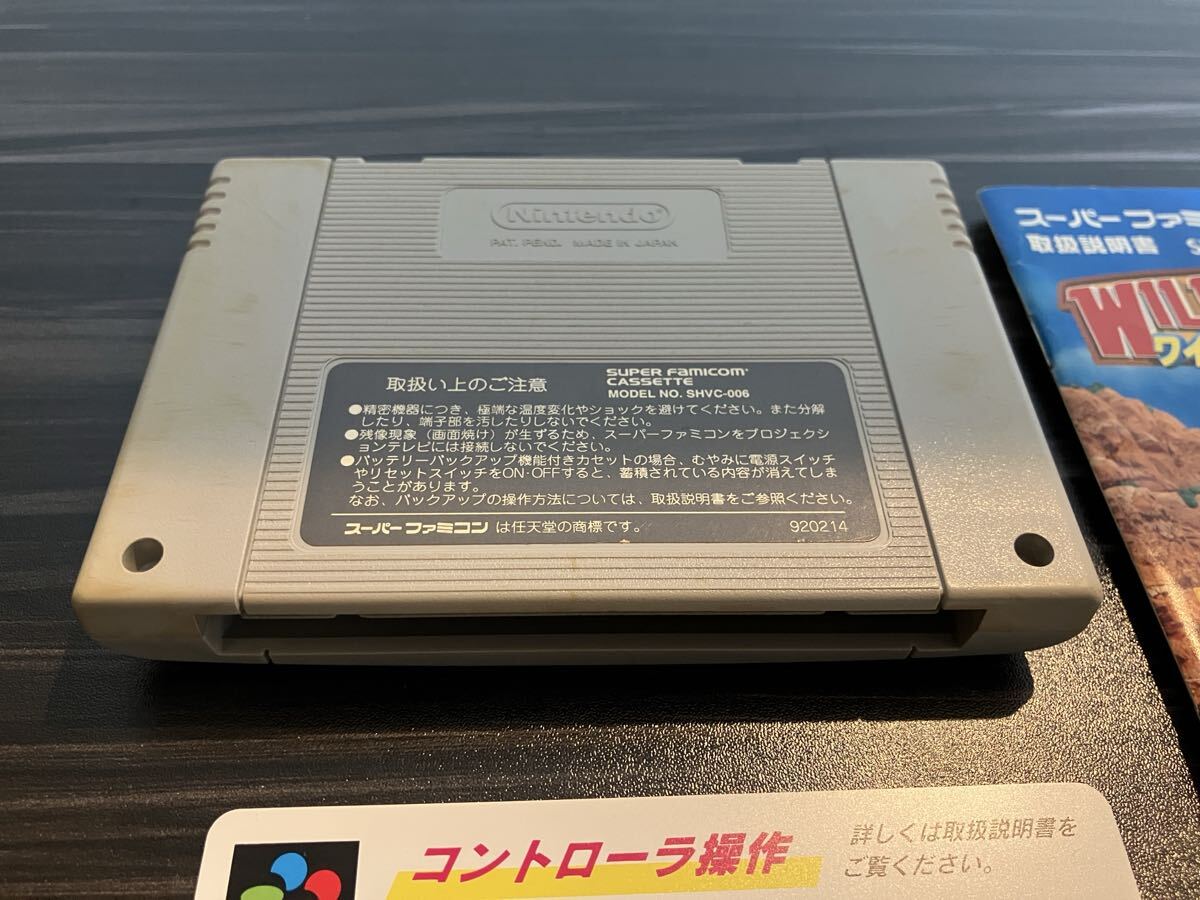 Nintendo
PAT. PEND. MADE IN JAPAN
取扱い上のご注意
SUPER Famicom
CASSETTE
MODEL NO. SHVC-006
●精密機器につき、極端な温度変化やショックを避けてください。また分解
したり、端子部を汚したりしないでください。
●残像現象（画面焼け）が生ずるため、スーパーファミコンをプロジェクシ
ョンテレビには接続しないでください。
●バッテリーバックアップ機能付きカセットの場合、むやみに電源スイッチ
やリセットスイッチをON-OFFすると、蓄積されている内容が消えてしま
うことがあります。
なお、バックアップの操作方法については、取扱説明書をご参照ください。
スーパーファミコン は任天堂の商標です。
920214
スーパーファミ
取扱説明書 S
WIL
ワイ
コントローラ操作
詳しくは取扱説明書を
ご覧ください。